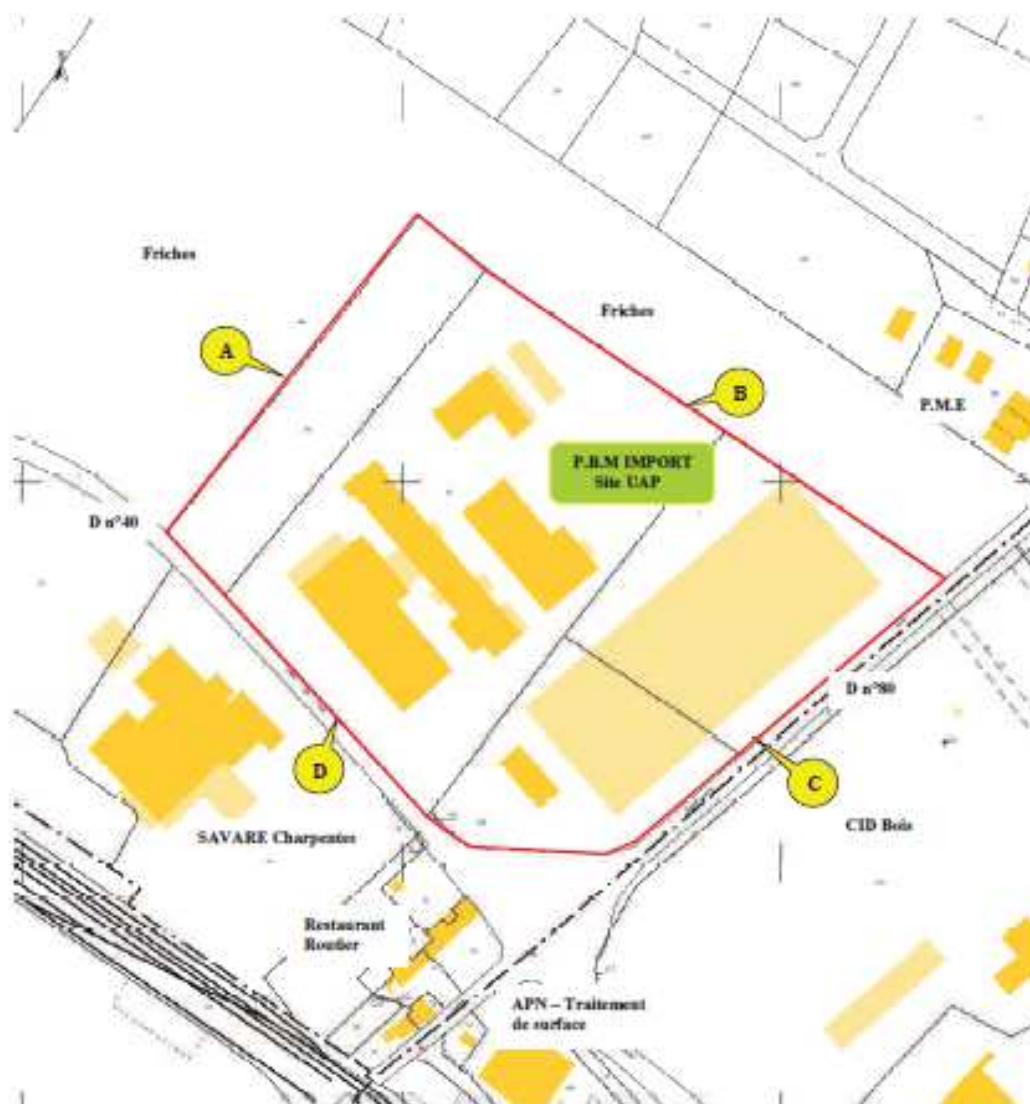 Friches
Friches
A
B
P.M.E
P.B.M IMPORT
Site UAP
D n°40
D n°80
D
C
SAVARE Charpentes
CID Bois
Restaurant
Routier
APN – Traitement
de surface